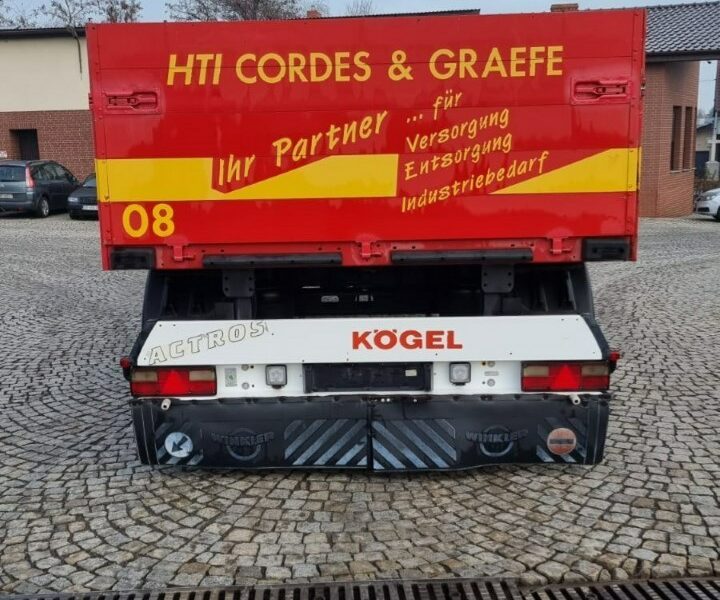 HTI CORDES & GRAEFE
Ihr Partner ... für
Versorgung
Entsorgung
Industriebedarf
08
ACTROS
KÖGEL
K WINKLER WINKLER